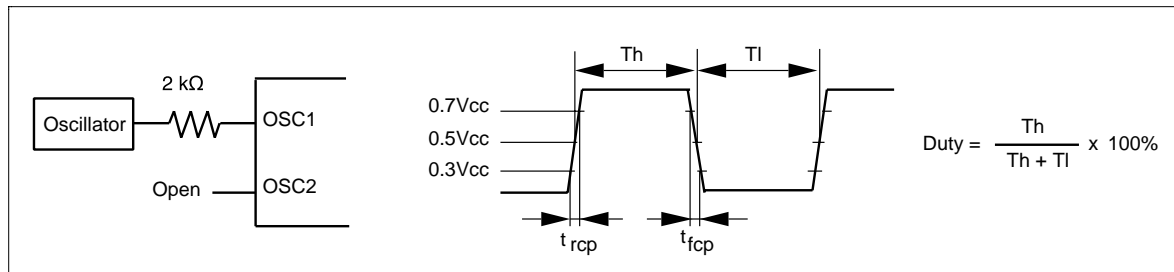 2 kΩ
Oscillator
OSC1
Open
OSC2
Th
Tl
0.7Vcc
0.5Vcc
0.3Vcc
t rcp
t fcp
Duty = Th / Th + Tl x 100%